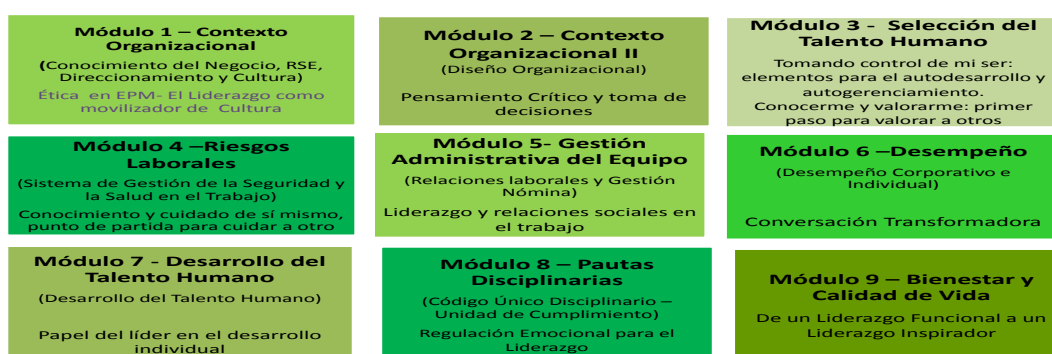 Módulo 1 – Contexto
Organizacional
(Conocimiento del Negocio, RSE,
Direccionamiento y Cultura)
Ética en EPM- El Liderazgo como
movilizador de Cultura
Módulo 2 – Contexto
Organizacional II
(Diseño Organizacional)
Pensamiento Crítico y toma de
decisiones
Módulo 3 - Selección del
Talento Humano
Tomando control de mi ser:
elementos para el autodesarrollo y
autogerenciamiento.
Conocerme y valorarme: primer
paso para valorar a otros
Módulo 4 –Riesgos
Laborales
(Sistema de Gestión de la Seguridad y
la Salud en el Trabajo)
Conocimiento y cuidado de sí mismo,
punto de partida para cuidar a otro
Módulo 5- Gestión
Administrativa del Equipo
(Relaciones laborales y Gestión
Nómina)
Liderazgo y relaciones sociales en
el trabajo
Módulo 6 –Desempeño
(Desempeño Corporativo e
Individual)
Conversación Transformadora
Módulo 7 - Desarrollo del
Talento Humano
(Desarrollo del Talento Humano)
Papel del líder en el desarrollo
individual
Módulo 8 – Pautas
Disciplinarias
(Código Único Disciplinario –
Unidad de Cumplimiento)
Regulación Emocional para el
Liderazgo
Módulo 9 – Bienestar y
Calidad de Vida
De un Liderazgo Funcional a un
Liderazgo Inspirador